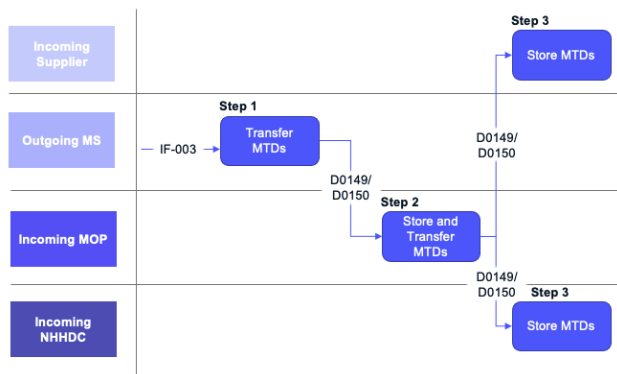 Incoming
Supplier
Step 3
Store MTDs
Outgoing MS
IF-003
Step 1
Transfer
MTDs
D0149/
D0150
D0149/
D0150
Incoming MOP
Step 2
Store and
Transfer
MTDs
D0149/
D0150
Incoming
NHHDC
Step 3
Store MTDs